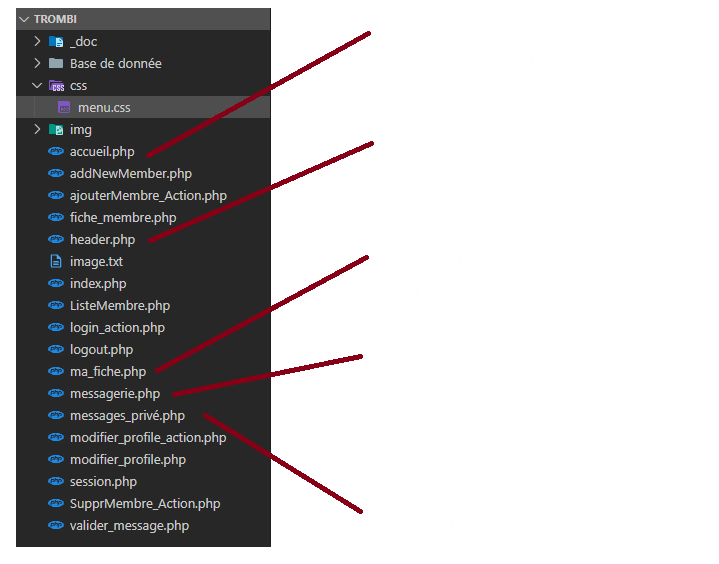 TROMBI
_doc
Base de donnée
css
menu.css
img
accueil.php
addNewMember.php
ajouterMembre_Action.php
fiche_membre.php
header.php
image.txt
index.php
ListeMembre.php
login_action.php
logout.php
ma_fiche.php
messagerie.php
messages_privé.php
modifier_profile_action.php
modifier_profile.php
session.php
SupprMembre_Action.php
valider_message.php